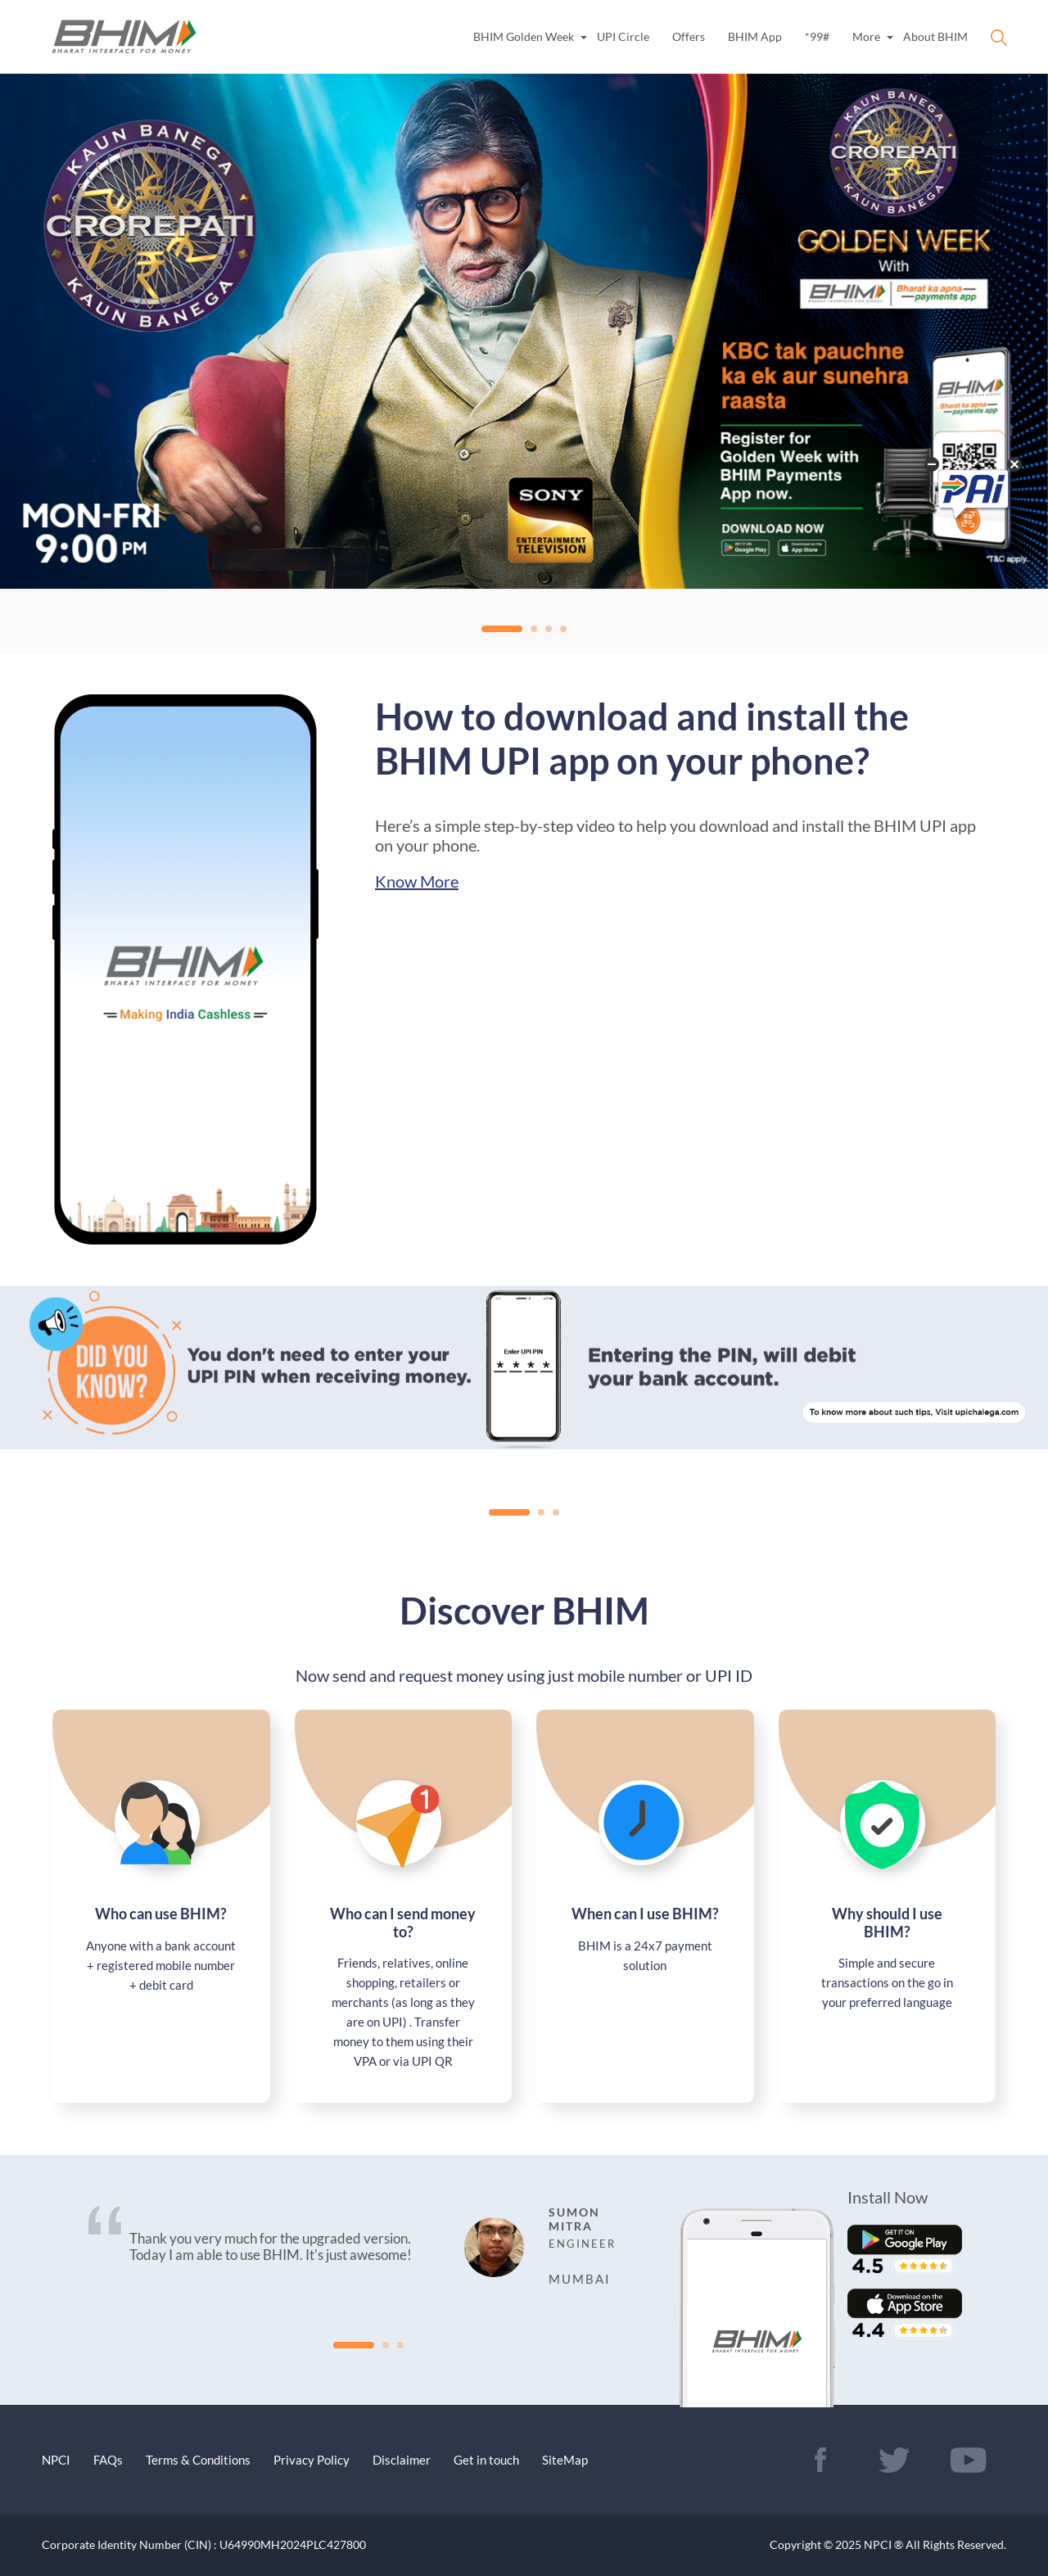 BHIM
BHARAT INTERFACE FOR MONEY
BHIM Golden Week
UPI Circle
Offers
BHIM App
*99#
More
About BHIM
KAUN BANEGA
CROREPATI
KAUN BANEGA
MON-FRI
9:00 PM
SONY
ENTERTAINMENT
TELEVISION
KAUN BANEGA
CROREPATI
KAUN BANEGA
GOLDEN WEEK
With
BHIM
Bharat ka apna
payments app
KBC tak pauchne
ka ek aur sunehra
raasta
Register for
Golden Week with
BHIM Payments
App now.
DOWNLOAD NOW
GET IT ON
Google Play
Download on the
App Store
BHIM
Bharat ka apna
payments app
PAi
*T&C apply.
How to download and install the
BHIM UPI app on your phone?
Here’s a simple step-by-step video to help you download and install the BHIM UPI app
on your phone.
Know More
BHIM
BHARAT INTERFACE FOR MONEY
Making India Cashless
DID YOU
KNOW?
You don't need to enter your
UPI PIN when receiving money.
Enter UPI PIN
* * * *
Entering the PIN, will debit
your bank account.
To know more about such tips, Visit upichalega.com
Discover BHIM
Now send and request money using just mobile number or UPI ID
Who can use BHIM?
Anyone with a bank account
+ registered mobile number
+ debit card
1
Who can I send money
to?
Friends, relatives, online
shopping, retailers or
merchants (as long as they
are on UPI) . Transfer
money to them using their
VPA or via UPI QR
When can I use BHIM?
BHIM is a 24x7 payment
solution
Why should I use
BHIM?
Simple and secure
transactions on the go in
your preferred language
“
Thank you very much for the upgraded version.
Today I am able to use BHIM. It's just awesome!
SUMON
MITRA
ENGINEER
MUMBAI
BHIM
BHARAT INTERFACE FOR MONEY
Install Now
GET IT ON
Google Play
4.5
Download on the
App Store
4.4
NPCI
FAQs
Terms & Conditions
Privacy Policy
Disclaimer
Get in touch
SiteMap
Corporate Identity Number (CIN) : U64990MH2024PLC427800
Copyright © 2025 NPCI ® All Rights Reserved.